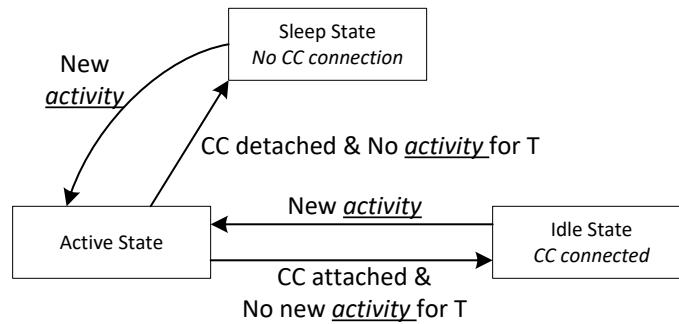 Sleep State
No CC connection
New
activity
CC detached & No activity for T
New activity
Active State
Idle State
CC connected
CC attached &
No new activity for T